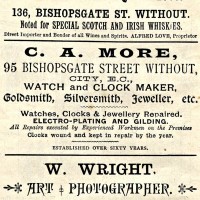 136, BISHOPSGATE ST. WITHOUT.
Noted for SPECIAL SCOTCH AND IRISH WHISKIES.
Direct Importer and Bonder of all Wines and Spirits. ALFRED LOVE, Proprietor
C. A. MORE,
95 BISHOPSGATE STREET WITHOUT,
CITY, E.C.,
WATCH and CLOCK MAKER,
Goldsmith, Silversmith, Jeweller, etc.
Watches, Clocks & Jewellery Repaired.
ELECTRO-PLATING AND GILDING.
All Repairs executed by Experienced Workmen on the Premises
Clocks wound and kept in repair by the year.
ESTABLISHED OVER SIXTY YEARS.
W. WRIGHT.
ART PHOTOGRAPHER,